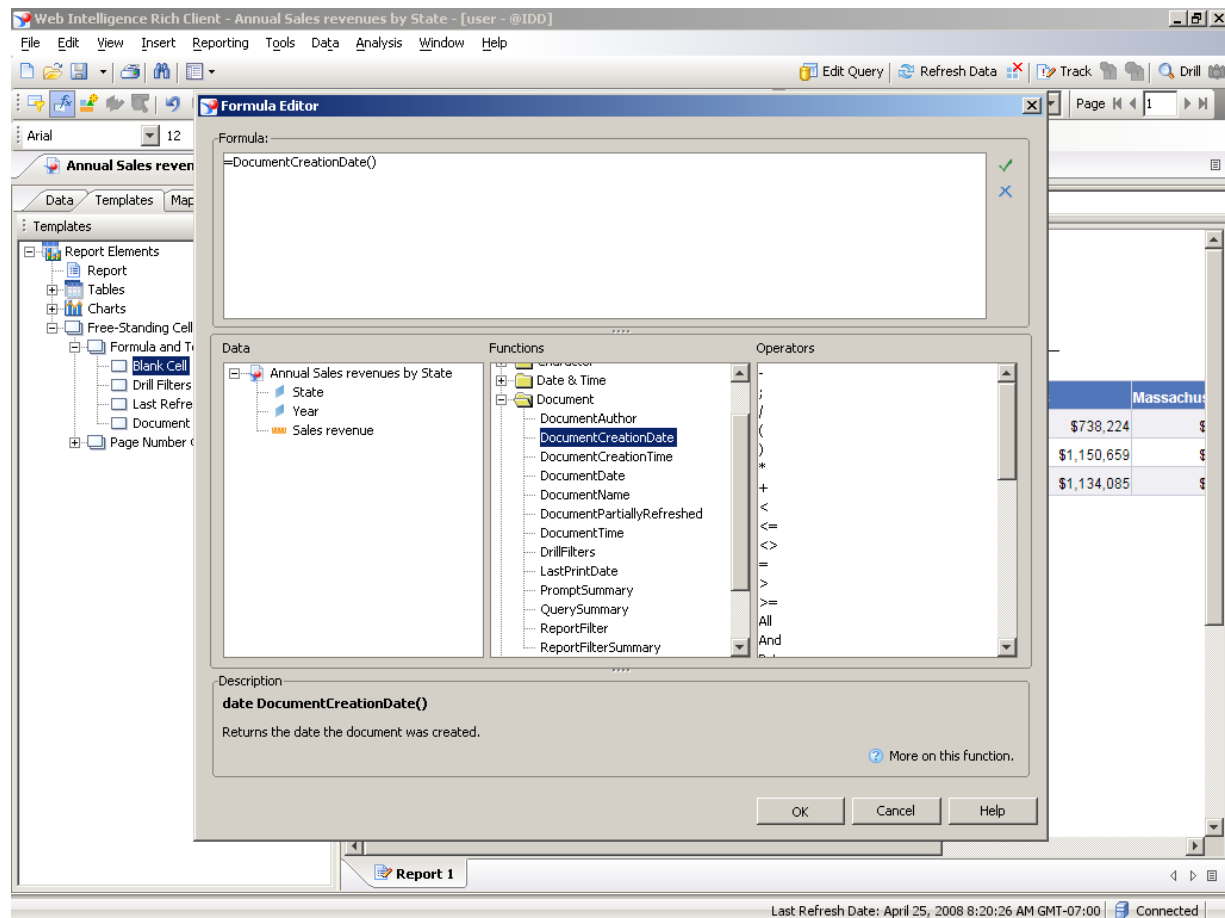 Web Intelligence Rich Client - Annual Sales revenues by State - [user - @IDD]
File Edit View Insert Reporting Tools Data Analysis Window Help
Edit Query Refresh Data Track Drill
Formula Editor
Page 1
Arial 12
Formula:
Annual Sales reven
=DocumentCreationDate()
Data Templates Map
Templates
Report Elements
Report
Tables
Charts
Free-Standing Cell
Formula and T
Blank Cell
Drill Filters
Last Refre
Document
Page Number
Data Functions Operators
Annual Sales revenues by State
State
Year
Sales revenue
Date & Time
Document
DocumentAuthor
DocumentCreationDate
DocumentCreationTime
DocumentDate
DocumentName
DocumentPartiallyRefreshed
DocumentTime
DrillFilters
LastPrintDate
PromptSummary
QuerySummary
ReportFilter
ReportFilterSummary
-
;
/
(
)
*
+
<
<=
<>
=
>
>=
All
And
Massachus
$738,224 $
$1,150,659 $
$1,134,085 $
Description
date DocumentCreationDate()
Returns the date the document was created.
More on this function.
OK Cancel Help
Report 1
Last Refresh Date: April 25, 2008 8:20:26 AM GMT-07:00 Connected